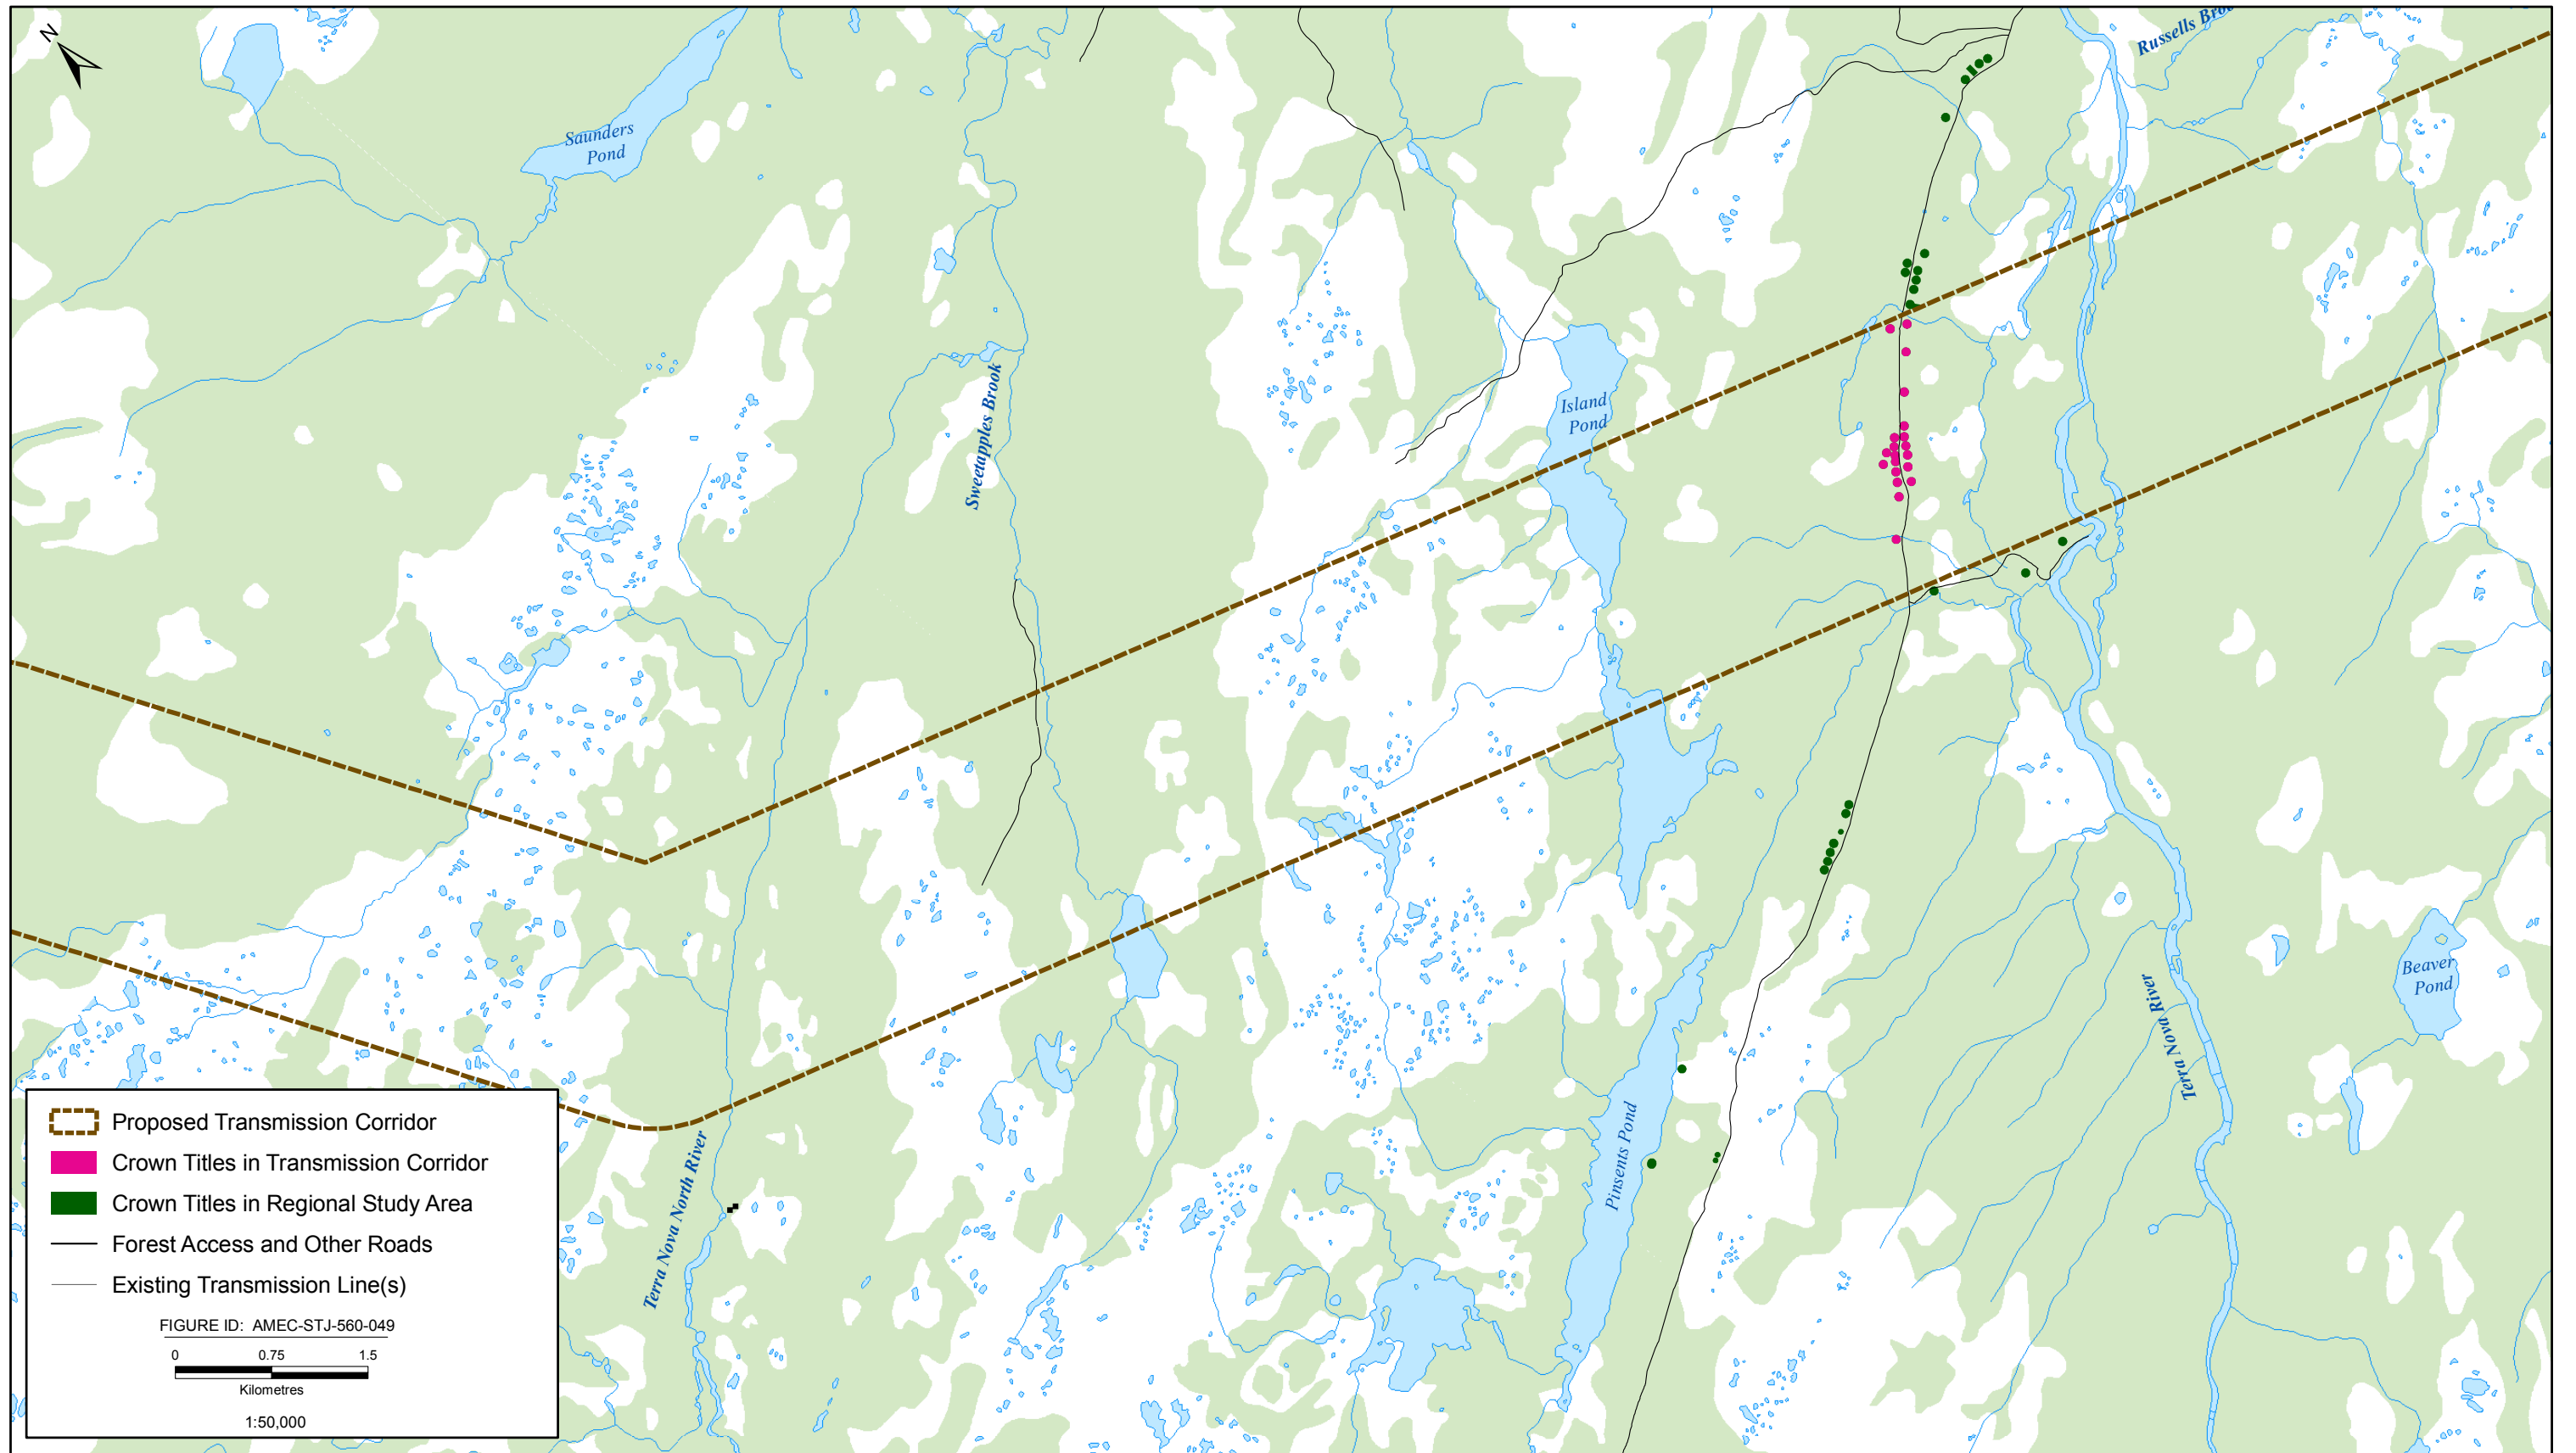 N
Russells Bro
Saunders
Pond
Sweetapples Brook
Island
Pond
Beaver
Pond
Terra Nova River
Pinsents Pond
Terra Nova North River
Proposed Transmission Corridor
Crown Titles in Transmission Corridor
Crown Titles in Regional Study Area
Forest Access and Other Roads
Existing Transmission Line(s)
FIGURE ID: AMEC-STJ-560-049
0 0.75 1.5
Kilometres
1:50,000